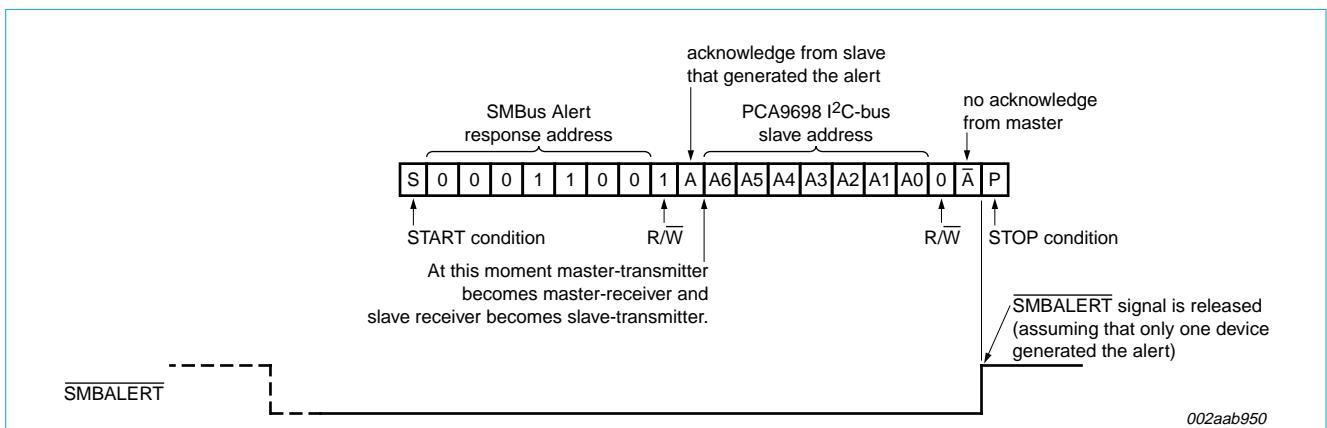 acknowledge from slave
that generated the alert
SMBus Alert
response address
PCA9698 I²C-bus
slave address
no acknowledge
from master
S 0 0 0 1 1 0 0 1 A A6 A5 A4 A3 A2 A1 A0 0 A̅ P
START condition
R/W̅
R/W̅
STOP condition
At this moment master-transmitter
becomes master-receiver and
slave receiver becomes slave-transmitter.
S̅M̅B̅A̅L̅E̅R̅T̅ signal is released
(assuming that only one device
generated the alert)
S̅M̅B̅A̅L̅E̅R̅T̅
002aab950